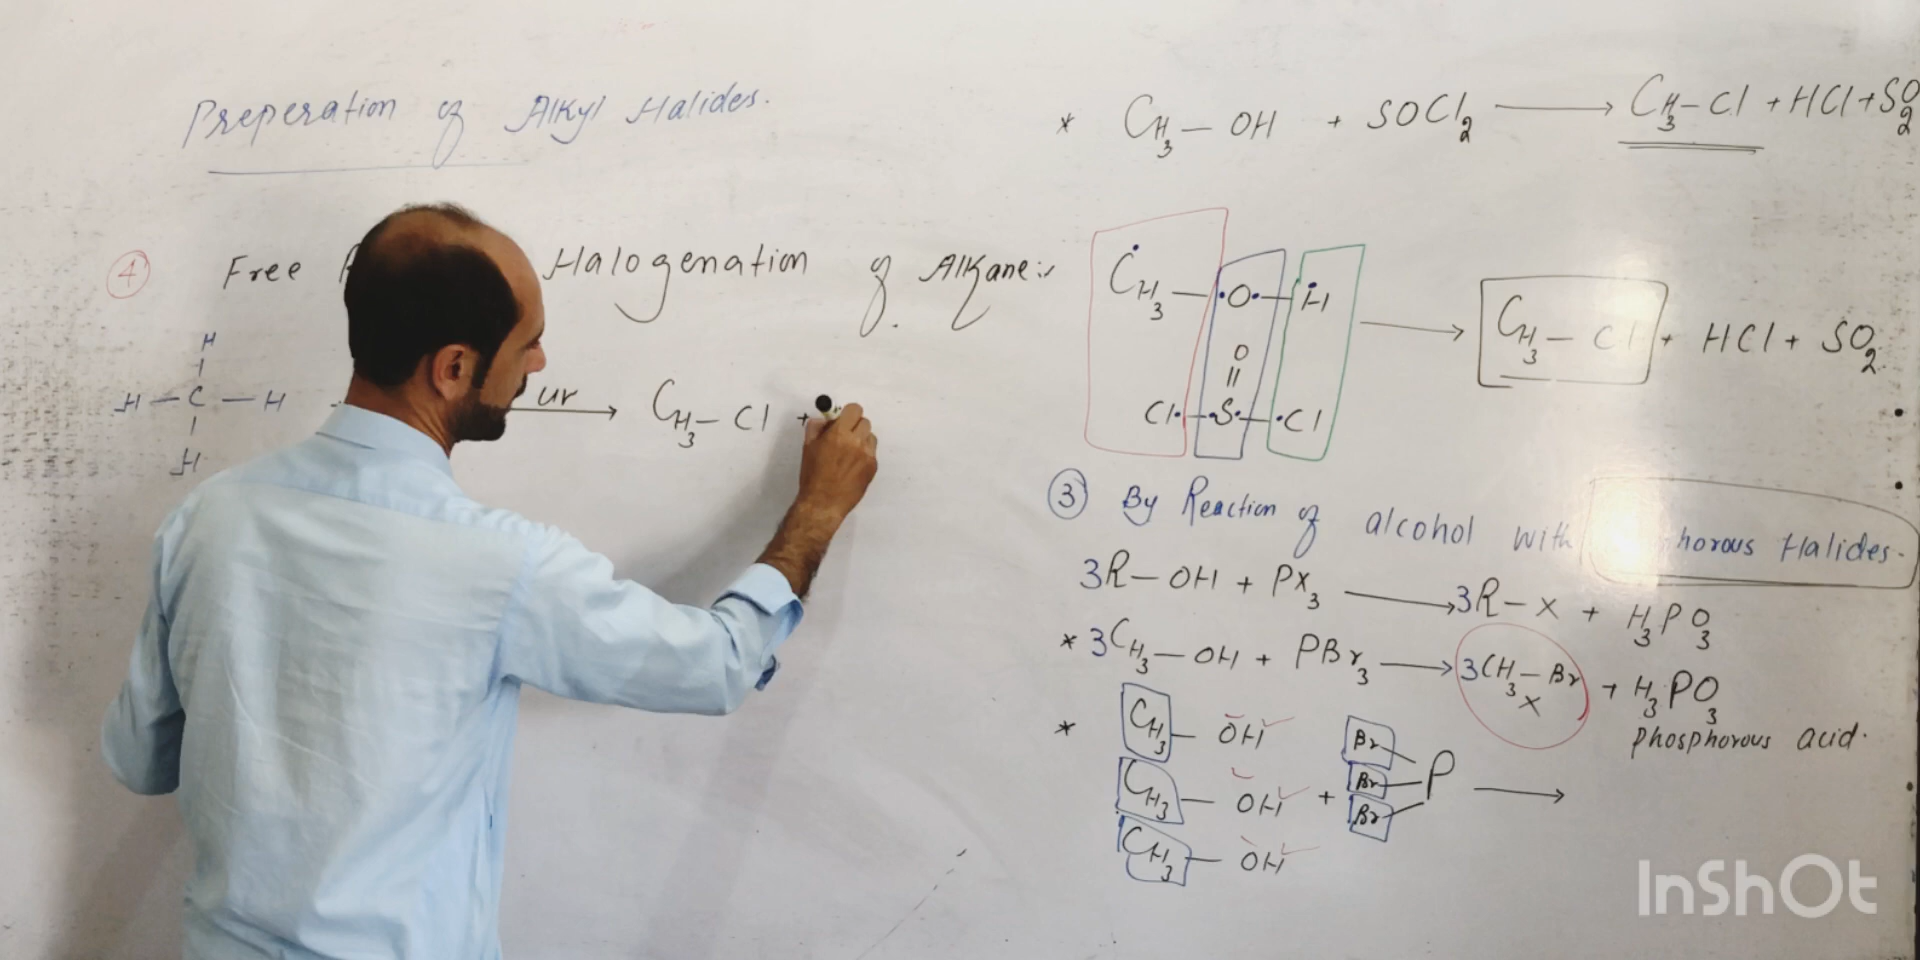 Preperation of Alkyl Halides.
4 Free Halogenation of Alkane:
H
H - C - H
H
ur → CH3 - Cl +
* CH3 - OH + SOCl2 → CH3 - Cl + HCl + SO2
CH3 - O - H → CH3 - Cl + HCl + SO2
O
Cl - S - Cl
3 By Reaction of alcohol with horous Halides.
3R - OH + PX3 → 3R - X + H3PO3
* 3CH3 - OH + PBr3 → 3CH3 - Br + H3PO3
X
Phosphorous acid.
* CH3 - OH Br
CH3 - OH + Br P →
CH3 - OH Br
InShOt